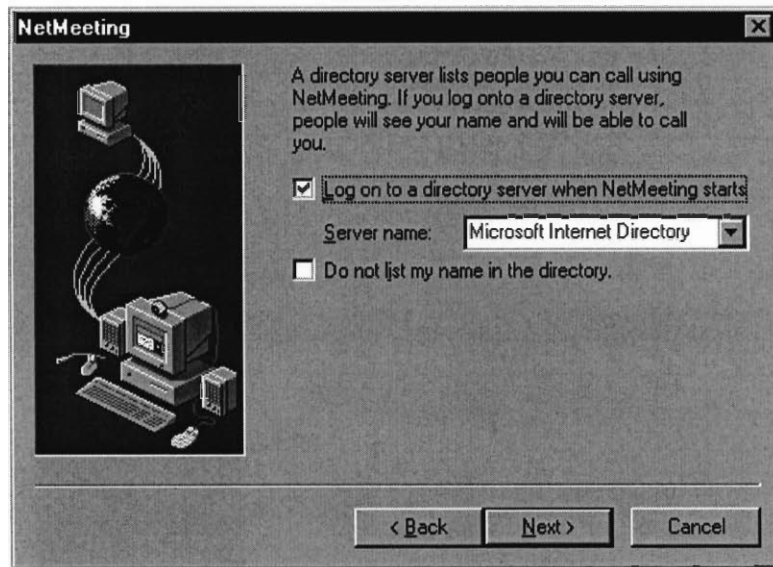 NetMeeting
A directory server lists people you can call using
NetMeeting. If you log onto a directory server,
people will see your name and will be able to call
you.
Log on to a directory server when NetMeeting starts
Server name: Microsoft Internet Directory
Do not list my name in the directory.
< Back Next > Cancel